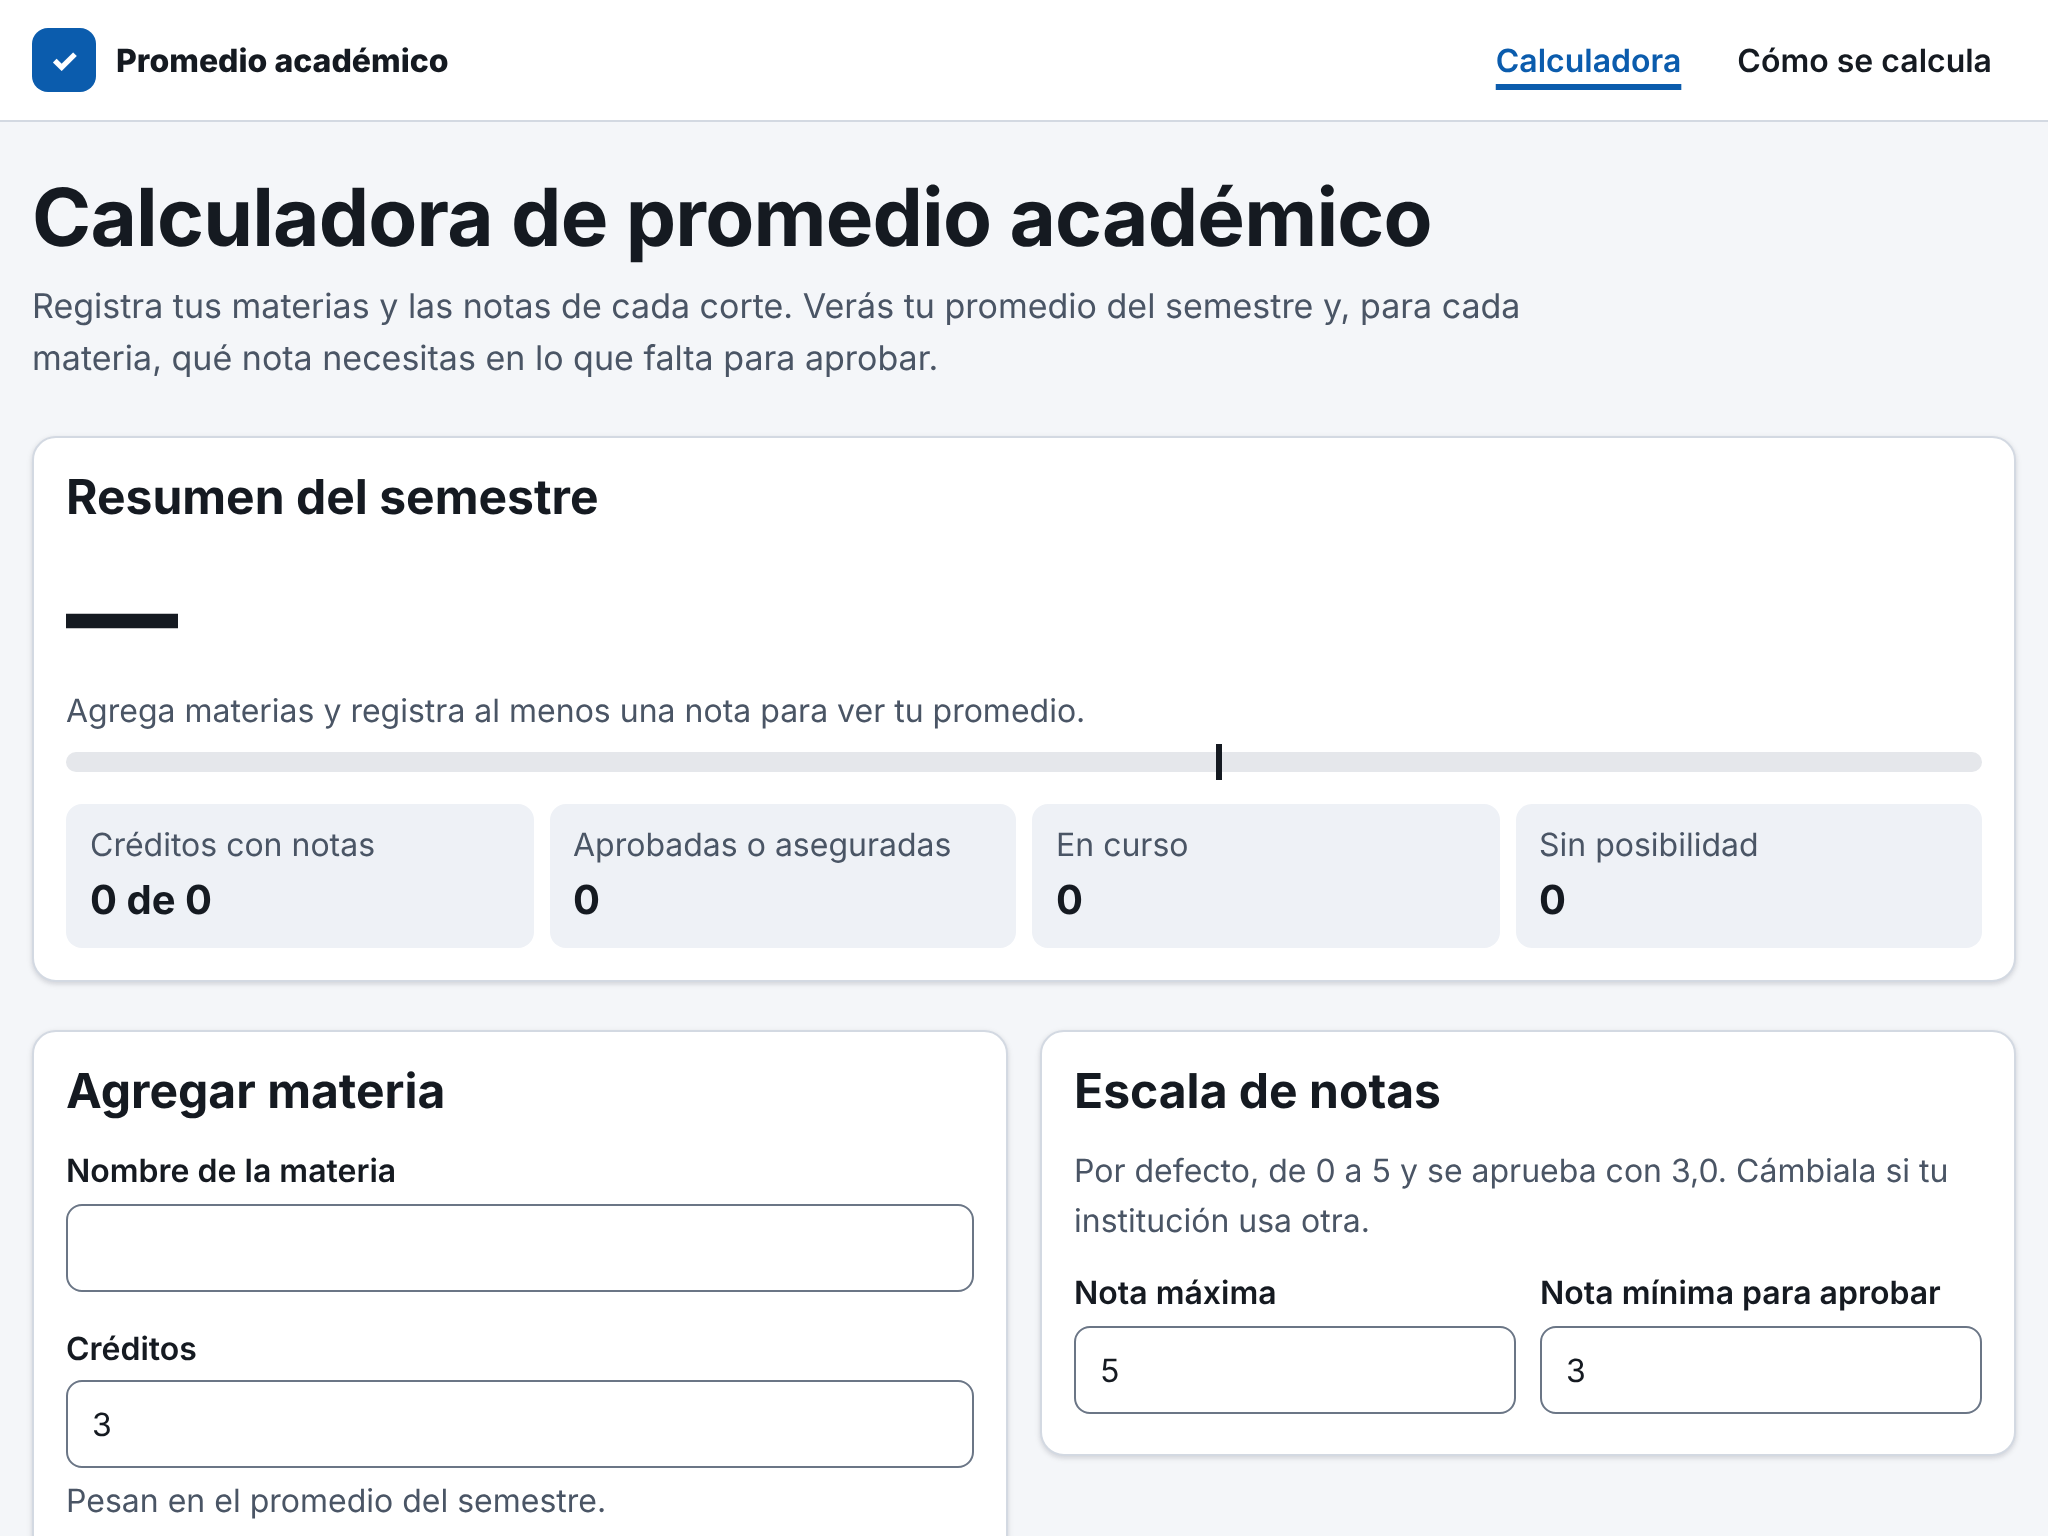 Promedio académico
Calculadora
Cómo se calcula
Calculadora de promedio académico
Registra tus materias y las notas de cada corte. Verás tu promedio del semestre y, para cada
materia, qué nota necesitas en lo que falta para aprobar.
Resumen del semestre
—
Agrega materias y registra al menos una nota para ver tu promedio.
Créditos con notas
0 de 0
Aprobadas o aseguradas
0
En curso
0
Sin posibilidad
0
Agregar materia
Nombre de la materia
Créditos
3
Pesan en el promedio del semestre.
Escala de notas
Por defecto, de 0 a 5 y se aprueba con 3,0. Cámbiala si tu
institución usa otra.
Nota máxima
5
Nota mínima para aprobar
3